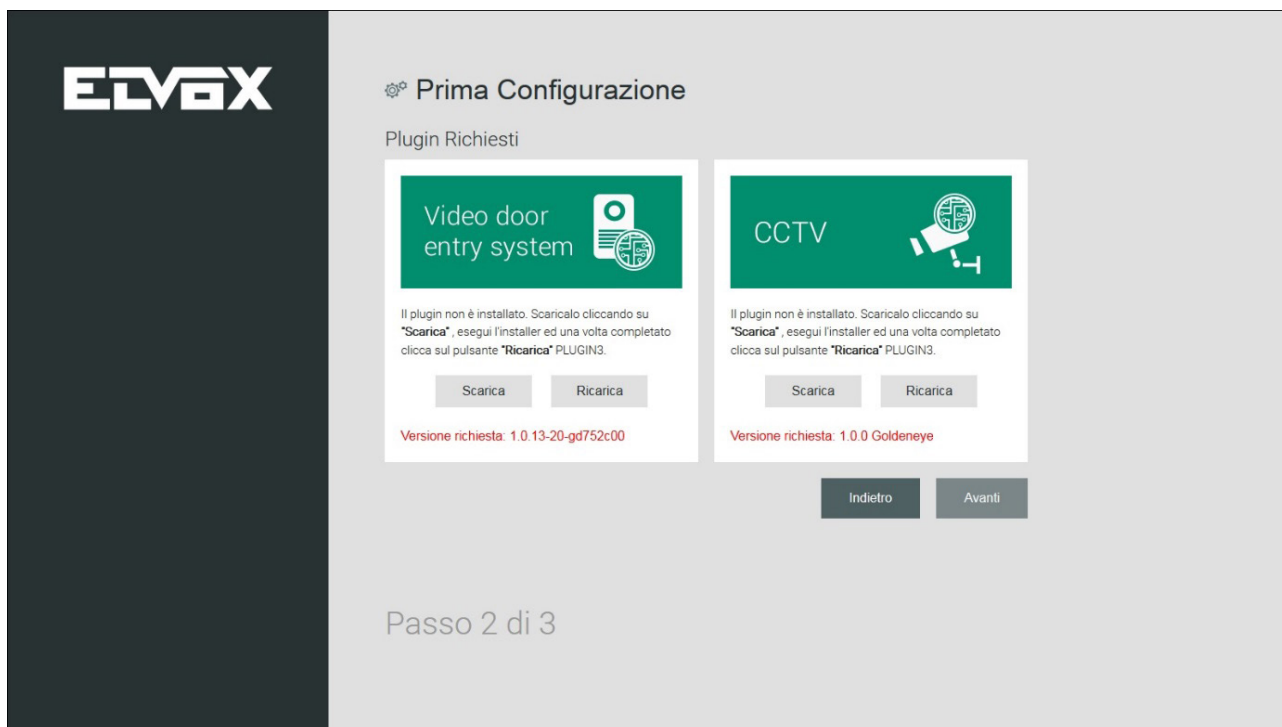 ELVOX
Prima Configurazione
Plugin Richiesti
Video door
entry system
Il plugin non è installato. Scaricalo cliccando su
"Scarica" , esegui l'installer ed una volta completato
clicca sul pulsante "Ricarica" PLUGIN3.
Scarica Ricarica
Versione richiesta: 1.0.13-20-gd752c00
CCTV
Il plugin non è installato. Scaricalo cliccando su
"Scarica" , esegui l'installer ed una volta completato
clicca sul pulsante "Ricarica" PLUGIN3.
Scarica Ricarica
Versione richiesta: 1.0.0 Goldeneye
Indietro Avanti
Passo 2 di 3